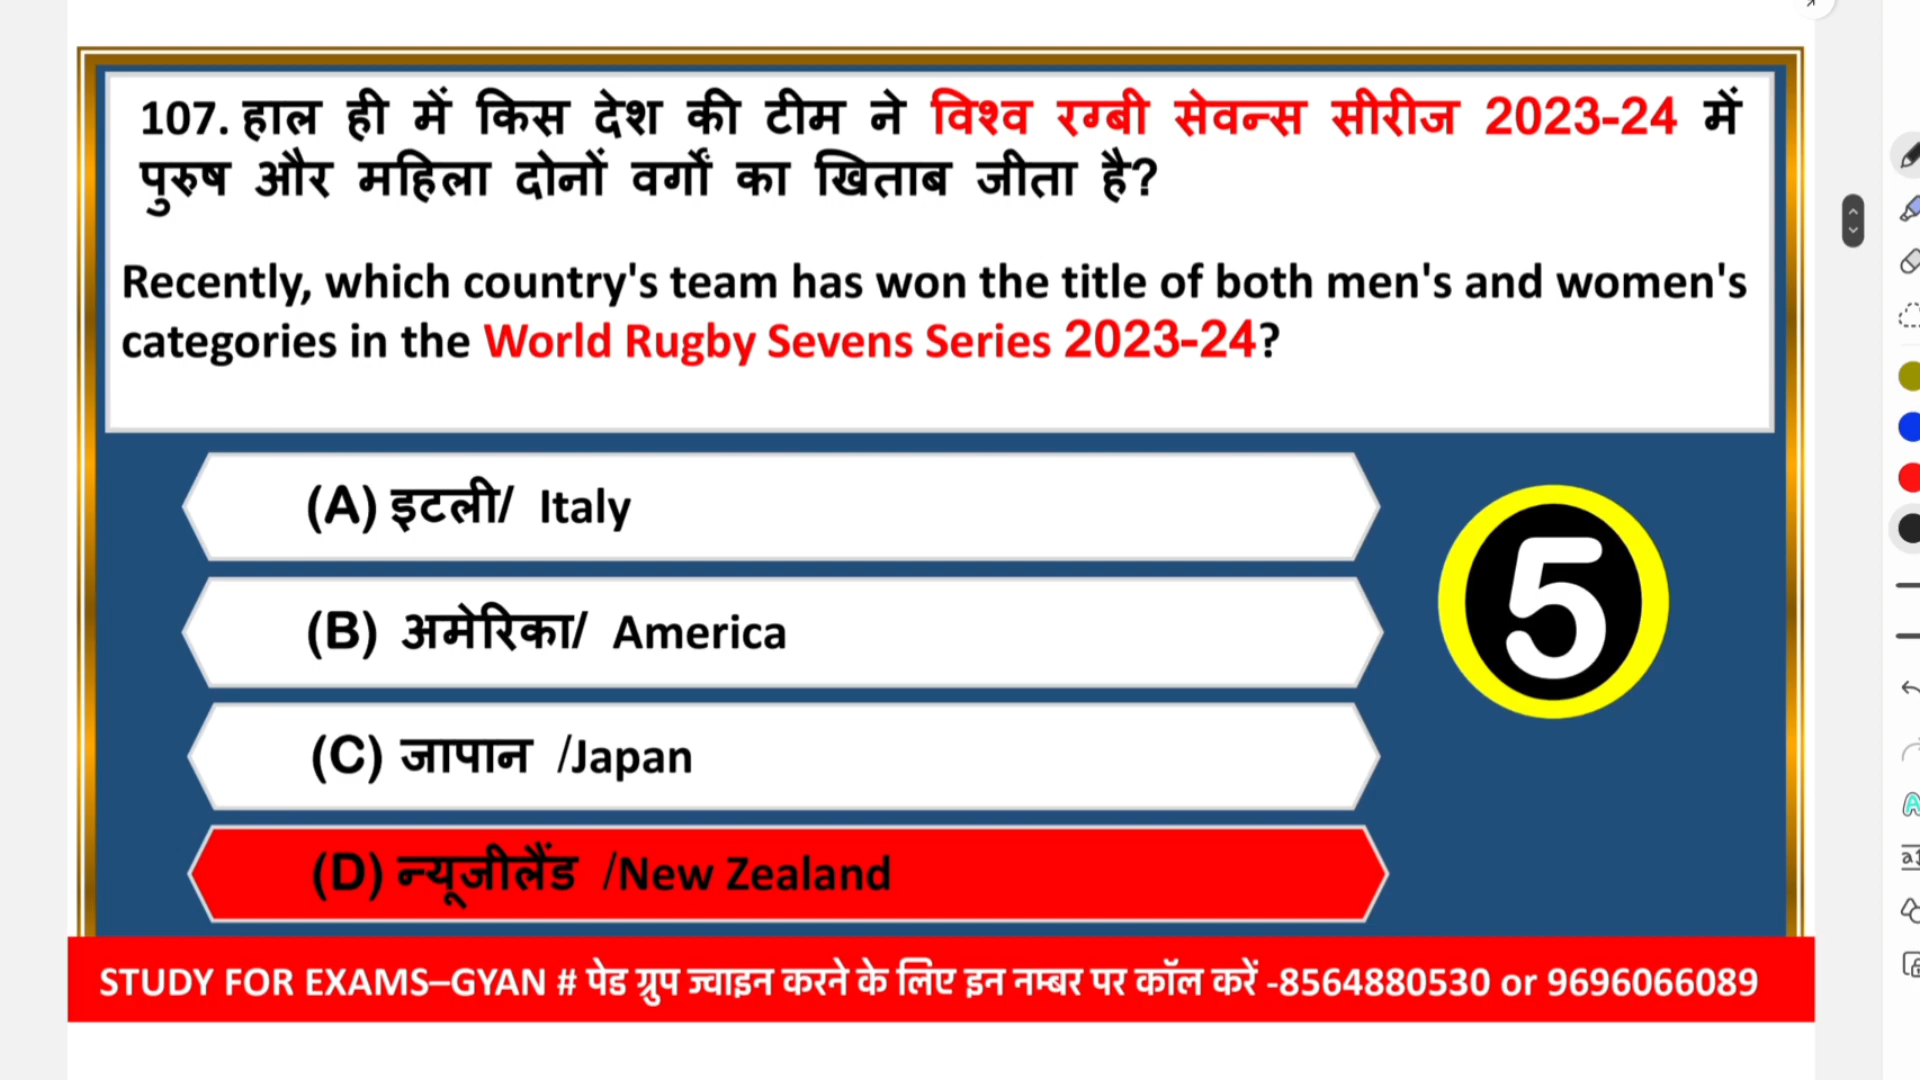 107. हाल ही में किस देश की टीम ने विश्व रग्बी सेवन्स सीरीज 2023-24 में
पुरुष और महिला दोनों वर्गों का खिताब जीता है?
Recently, which country's team has won the title of both men's and women's
categories in the World Rugby Sevens Series 2023-24?
(A) इटली/ Italy
(B) अमेरिका/ America
5
(C) जापान /Japan
(D) न्यूजीलैंड /New Zealand
STUDY FOR EXAMS–GYAN # पेड ग्रुप ज्वाइन करने के लिए इन नम्बर पर कॉल करें -8564880530 or 9696066089